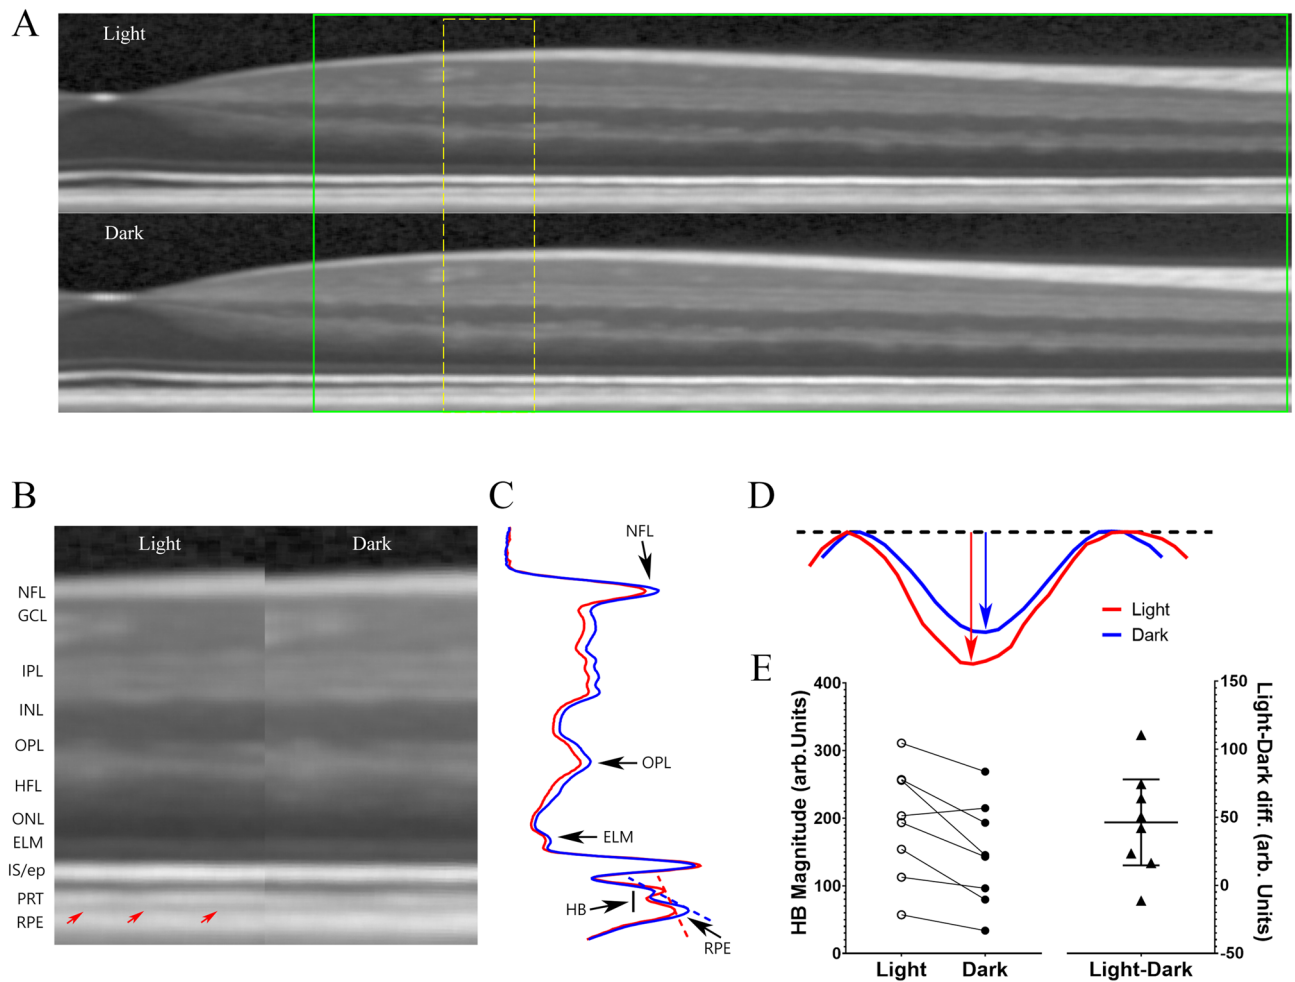 A
Light
Dark
B
Light
Dark
NFL
GCL
IPL
INL
OPL
HFL
ONL
ELM
IS/ep
PRT
RPE
C
NFL
OPL
ELM
HB
RPE
D
Light
Dark
E
HB Magnitude (arb.Units)
400
300
200
100
0
Light
Dark
150
100
50
0
-50
Light-Dark diff. (arb. Units)
Light-Dark